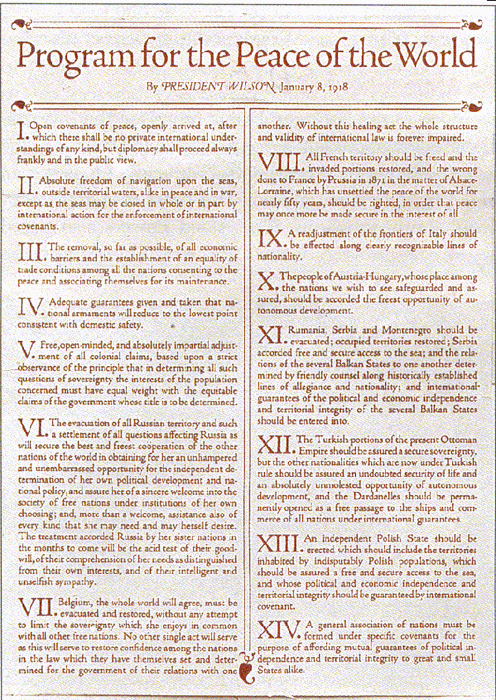 Program for the Peace of the World
By PRESIDENT WILSON January 8, 1918
I. Open covenants of peace, openly arrived at, after
which there shall be no private international under-
standings of any kind, but diplomacy shall proceed always
frankly and in the public view.
II. Absolute freedom of navigation upon the seas,
outside territorial waters, alike in peace and in war,
except as the seas may be closed in whole or in part by
international action for the enforcement of international
covenants.
III. The removal, so far as possible, of all economic
barriers and the establishment of an equality of
trade conditions among all the nations consenting to the
peace and associating themselves for its maintenance.
IV. Adequate guarantees given and taken that na-
tional armaments will reduce to the lowest point
consistent with domestic safety.
V. Free, open-minded, and absolutely impartial adjust-
ment of all colonial claims, based upon a strict
observance of the principle that in determining all such
questions of sovereignty the interests of the population
concerned must have equal weight with the equitable
claims of the government whose title is to be determined.
VI. The evacuation of all Russian territory and such
a settlement of all questions affecting Russia as
will secure the best and freest cooperation of the other
nations of the world in obtaining for her an unhampered
and unembarrassed opportunity for the independent de-
termination of her own political development and na-
tional policy, and assure her of a sincere welcome into the
society of free nations under institutions of her own
choosing; and, more than a welcome, assistance also of
every kind that she may need and may herself desire.
The treatment accorded Russia by her sister nations in
the months to come will be the acid test of their good-
will, of their comprehension of her needs as distinguished
from their own interests, and of their intelligent and
unselfish sympathy.
VII. Belgium, the whole world will agree, must be
evacuated and restored, without any attempt
to limit the sovereignty which she enjoys in common
with all other free nations. No other single act will serve
as this will serve to restore confidence among the nations
in the law which they have themselves set and deter-
mined for the government of their relations with one
another. Without this healing act the whole structure
and validity of international law is forever impaired.
VIII. All French territory should be freed and the
invaded portions restored, and the wrong
done to France by Prussia in 1871 in the matter of Alsace-
Lorraine, which has unsettled the peace of the world for
nearly fifty years, should be righted, in order that peace
may once more be made secure in the interest of all
IX. A readjustment of the frontiers of Italy should
be effected along clearly recognizable lines of
nationality.
X. The people of Austria-Hungary, whose place among
the nations we wish to see safeguarded and as-
sured, should be accorded the freest opportunity of au-
tonomous development.
XI. Rumania, Serbia and Montenegro should be
evacuated; occupied territories restored; Serbia
accorded free and secure access to the sea; and the rela-
tions of the several Balkan States to one another deter-
mined by friendly counsel along historically established
lines of allegiance and nationality; and international
guarantees of the political and economic independence
and territorial integrity of the several Balkan States
should be entered into.
XII. The Turkish portions of the present Ottoman
Empire should be assured a secure sovereignty,
but the other nationalities which are now under Turkish
rule should be assured an undoubted security of life and
an absolutely unmolested opportunity of autonomous
development, and the Dardanelles should be perma-
nently opened as a free passage to the ships and com-
merce of all nations under international guarantees.
XIII. An independent Polish State should be
erected which should include the territories
inhabited by indisputably Polish populations, which
should be assured a free and secure access to the sea,
and whose political and economic independence and
territorial integrity should be guaranteed by international
covenant.
XIV. A general association of nations must be
formed under specific covenants for the
purpose of affording mutual guarantees of political in-
dependence and territorial integrity to great and small
States alike.